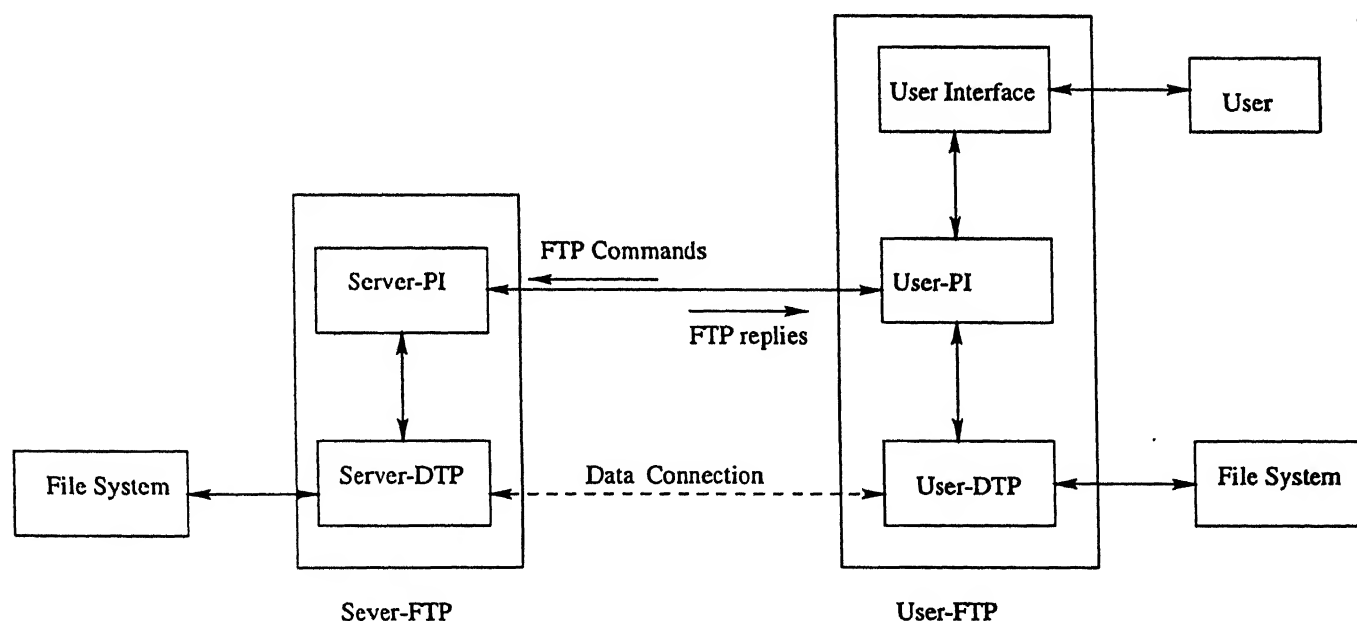 User Interface
User
FTP Commands
Server-PI
User-PI
FTP replies
File System
Server-DTP
Data Connection
User-DTP
File System
Sever-FTP
User-FTP